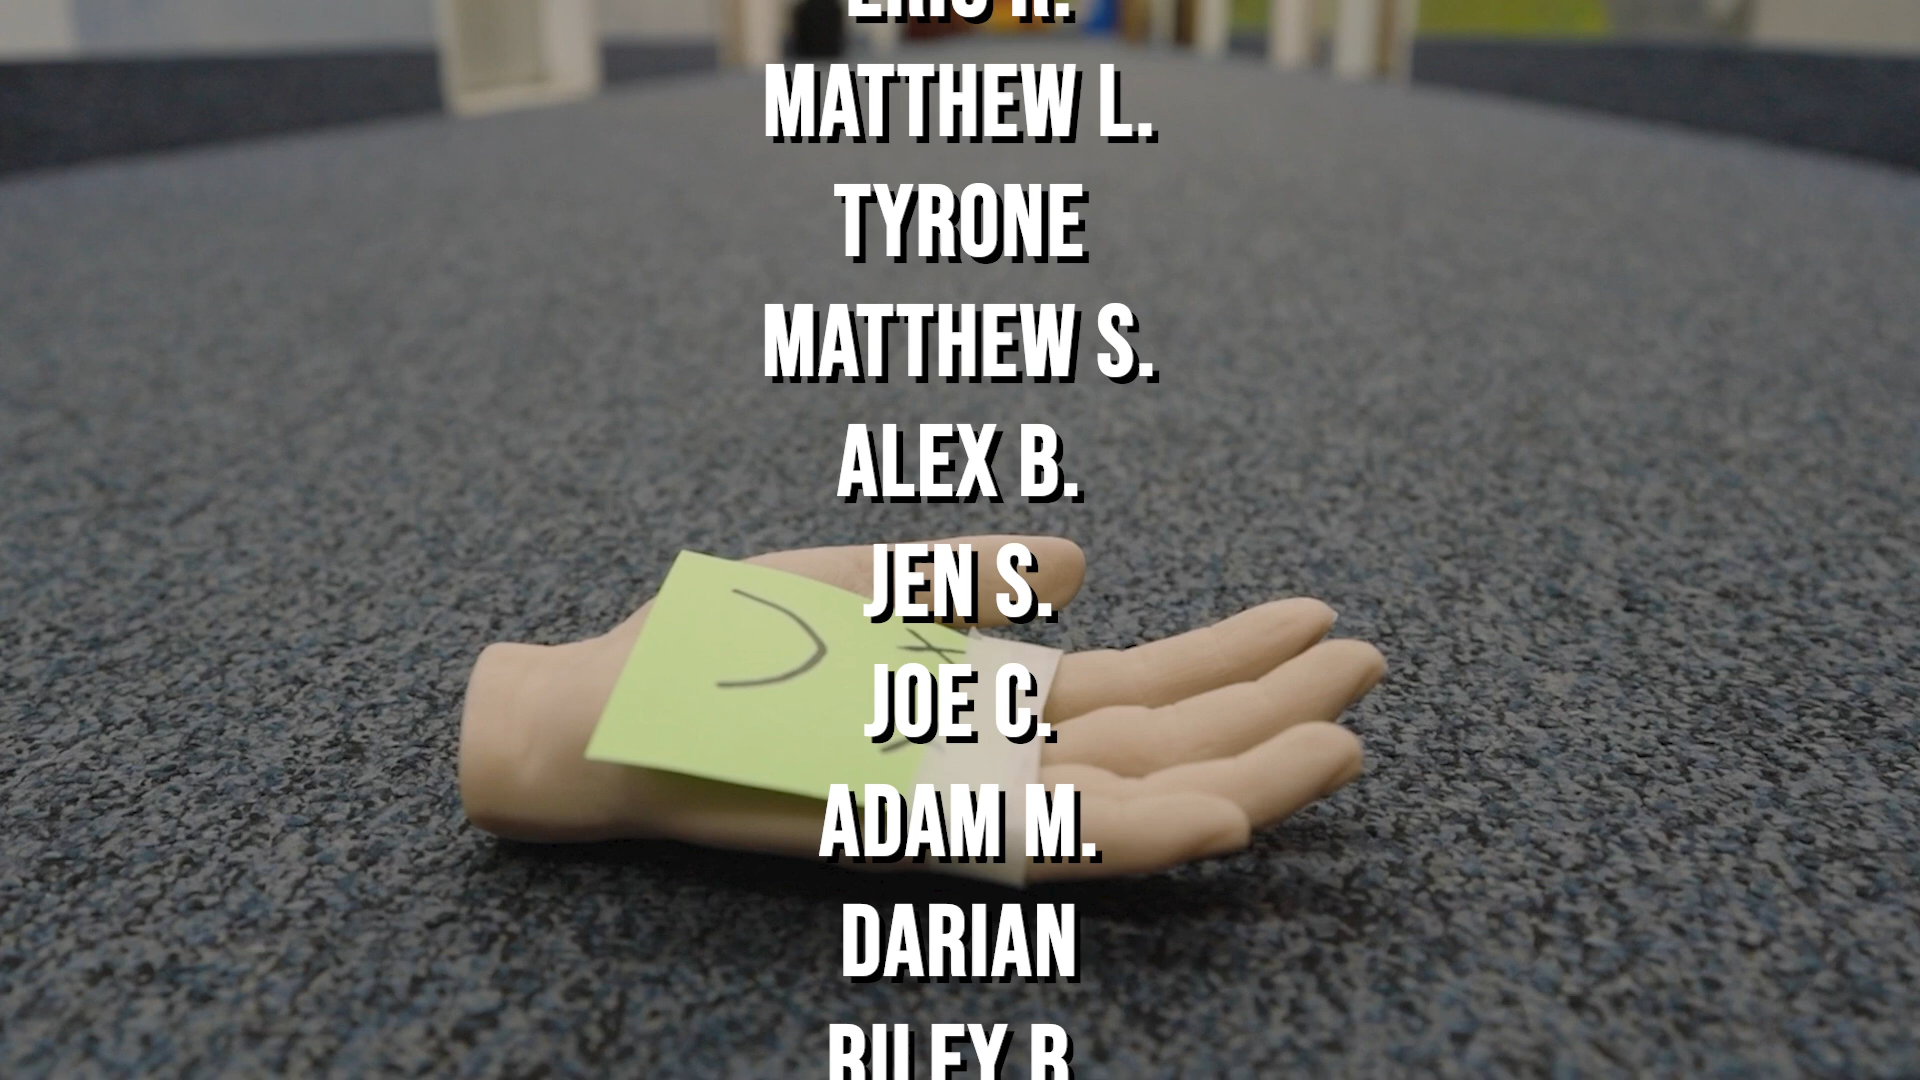 MATTHEW L.
TYRONE
MATTHEW S.
ALEX B.
JEN S.
JOE C.
ADAM M.
DARIAN